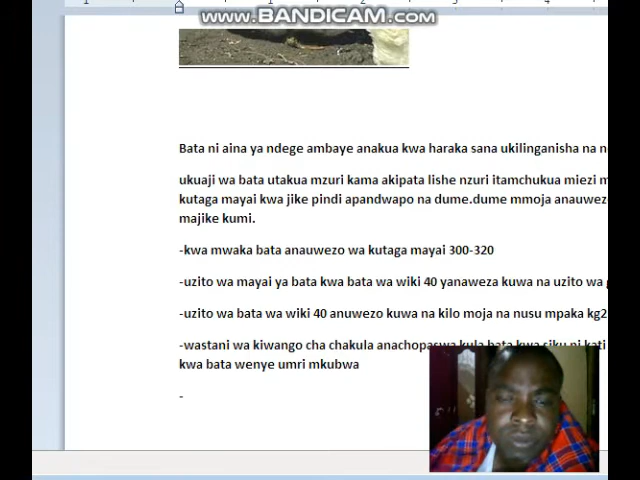 www.BANDICAM.com
Bata ni aina ya ndege ambaye anakua kwa haraka sana ukilinganisha na
ukuaji wa bata utakua mzuri kama akipata lishe nzuri itamchukua miezi
kutaga mayai kwa jike pindi apandwapo na dume.dume mmoja
majike kumi.
-kwa mwaka bata anauwezo wa kutaga mayai 300-320
-uzito wa mayai ya bata kwa bata wa wiki 40 yanaweza kuwa na uzito wa
-uzito wa bata wa wiki 40 anuwezo kuwa na kilo moja na nusu mpaka kg2
-wastani wa kiwango cha chakula anachopaswa kula bata kwa siku ni kati
kwa bata wenye umri mkubwa
-